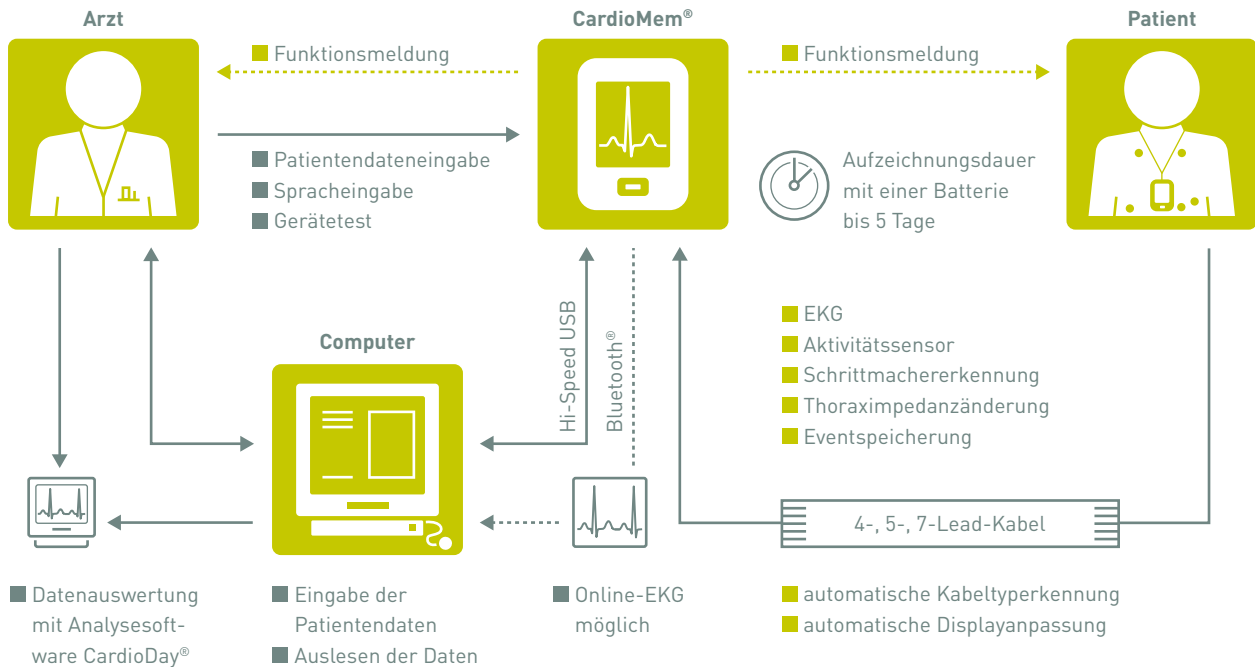 Arzt
CardioMem®
Patient
Funktionsmeldung
Funktionsmeldung
Patientendateneingabe
Spracheingabe
Gerätetest
Aufzeichnungsdauer
mit einer Batterie
bis 5 Tage
Computer
Hi-Speed USB
Bluetooth®
EKG
Aktivitätssensor
Schrittmachererkennung
Thoraximpedanzänderung
Eventspeicherung
4-, 5-, 7-Lead-Kabel
Datenauswertung
mit Analysesoft-
ware CardioDay®
Eingabe der
Patientendaten
Auslesen der Daten
Online-EKG
möglich
automatische Kabeltyperkennung
automatische Displayanpassung